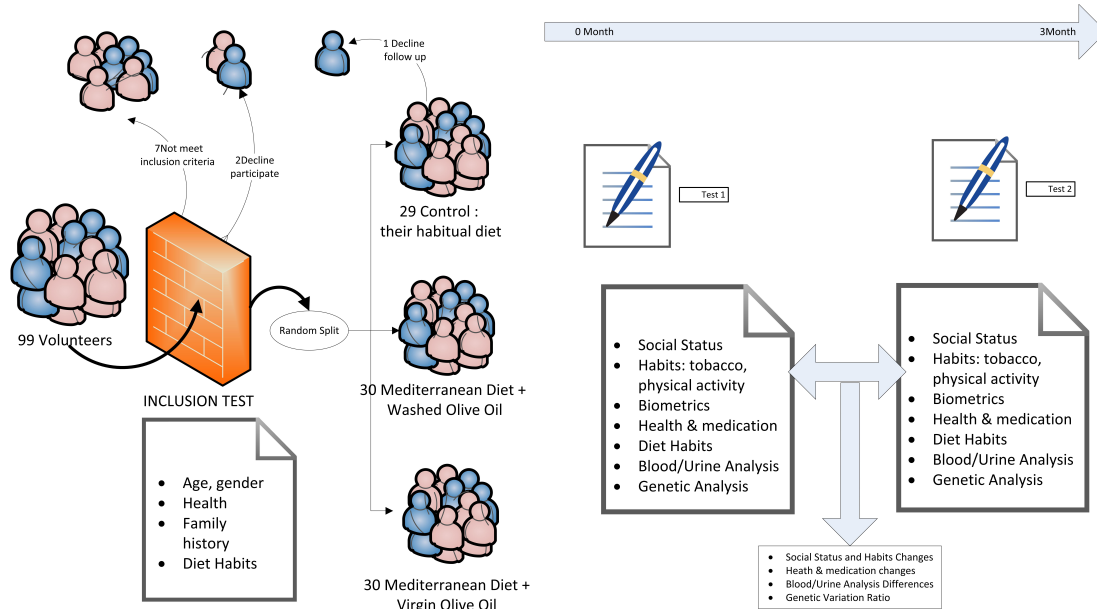 1 Decline
follow up
7Not meet
inclusion criteria
2Decline
participate
99 Volunteers
INCLUSION TEST
Age, gender
Health
Family
history
Diet Habits
Random Split
29 Control :
their habitual diet
30 Mediterranean Diet +
Washed Olive Oil
30 Mediterranean Diet +
Virgin Olive Oil
0 Month
3Month
Test 1
Test 2
Social Status
Habits: tobacco,
physical activity
Biometrics
Health & medication
Diet Habits
Blood/Urine Analysis
Genetic Analysis
Social Status
Habits: tobacco,
physical activity
Biometrics
Health & medication
Diet Habits
Blood/Urine Analysis
Genetic Analysis
Social Status and Habits Changes
Heath & medication changes
Blood/Urine Analysis Differences
Genetic Variation Ratio